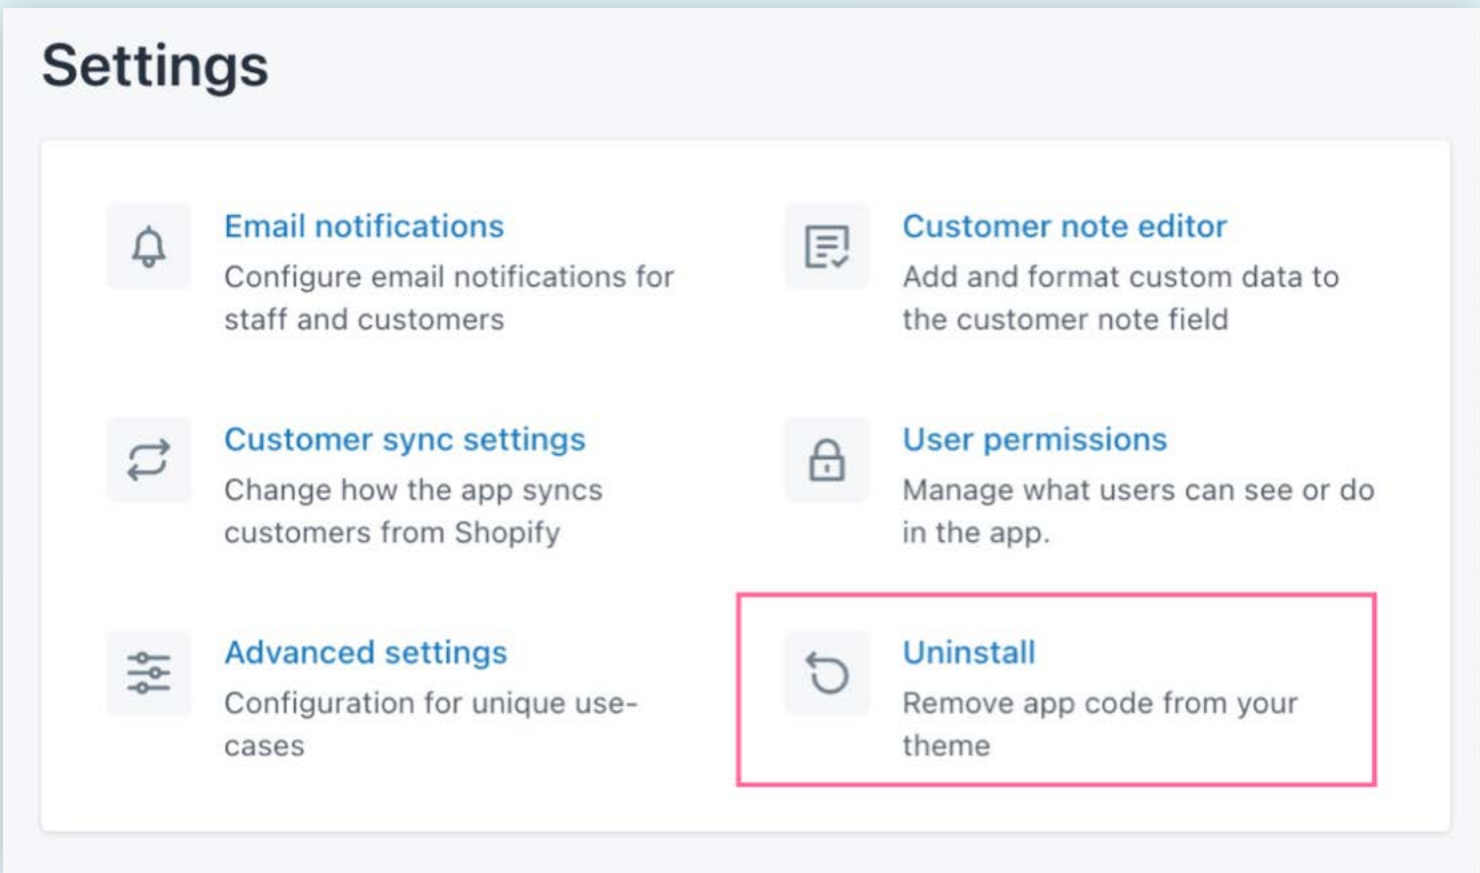 Settings
Email notifications
Configure email notifications for
staff and customers
Customer note editor
Add and format custom data to
the customer note field
Customer sync settings
Change how the app syncs
customers from Shopify
User permissions
Manage what users can see or do
in the app.
Advanced settings
Configuration for unique use-
cases
Uninstall
Remove app code from your
theme